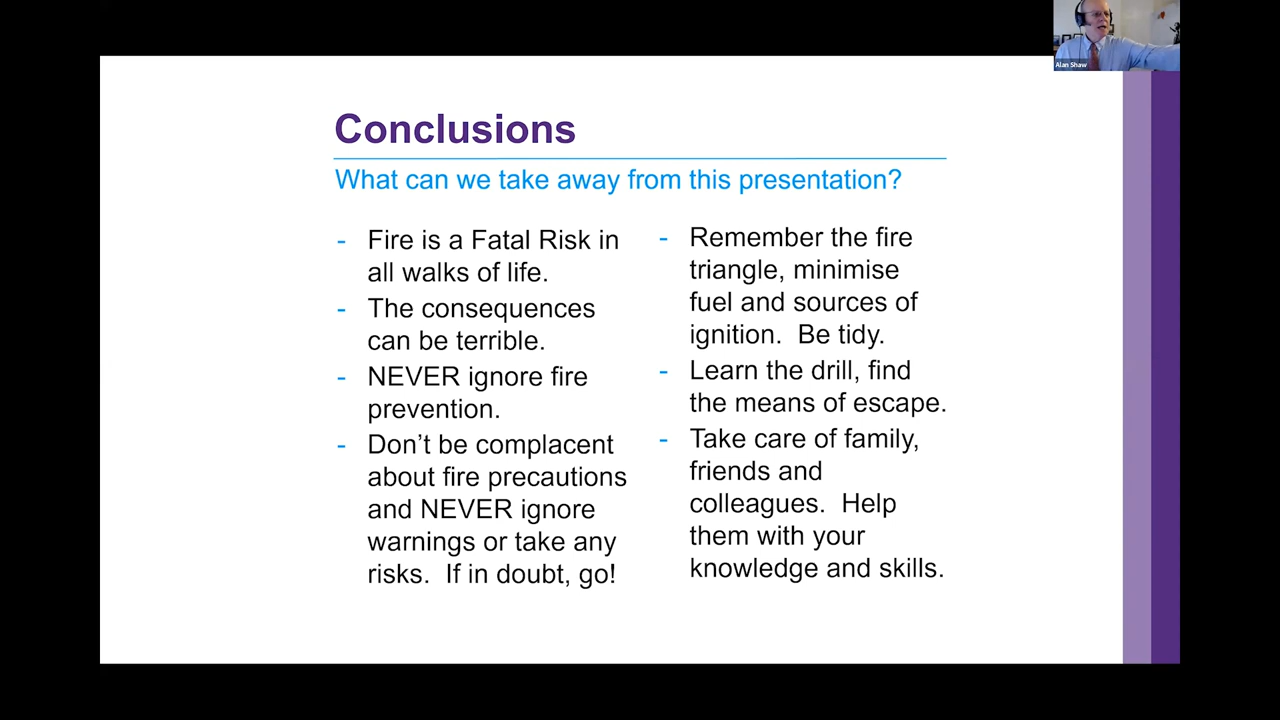 Alan Shaw
Conclusions
What can we take away from this presentation?
- Fire is a Fatal Risk in
all walks of life.
- The consequences
can be terrible.
- NEVER ignore fire
prevention.
- Don’t be complacent
about fire precautions
and NEVER ignore
warnings or take any
risks.  If in doubt, go!
- Remember the fire
triangle, minimise
fuel and sources of
ignition.  Be tidy.
- Learn the drill, find
the means of escape.
- Take care of family,
friends and
colleagues.  Help
them with your
knowledge and skills.